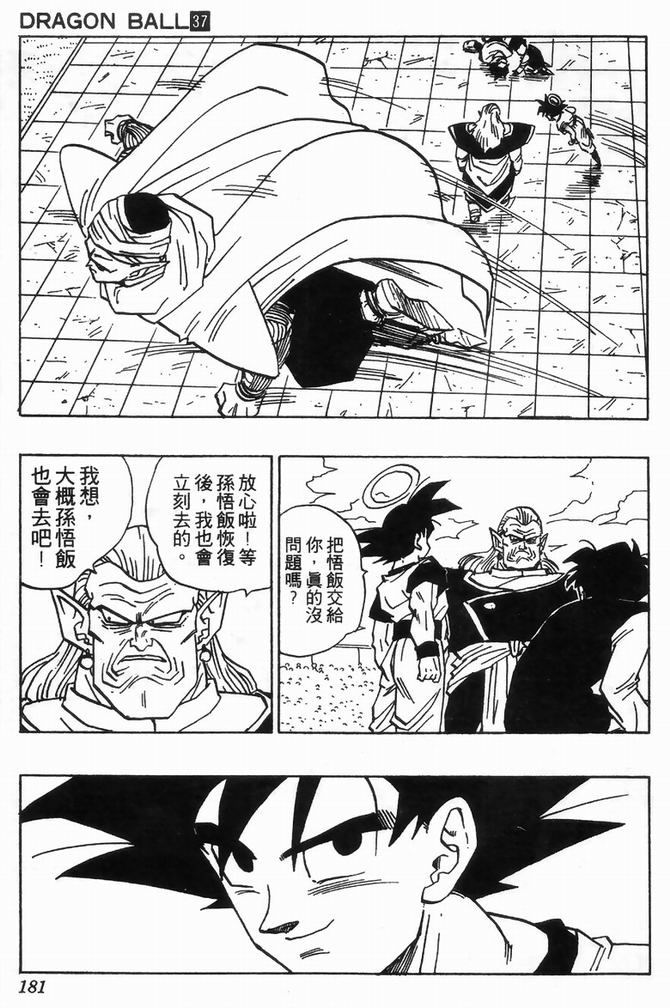 DRAGON BALL 37
把悟飯交給
你，真的沒
問題嗎？
放心啦！等
孫悟飯恢復
後，我也會
立刻去的。
我想，
大概孫悟飯
也會去吧！
181